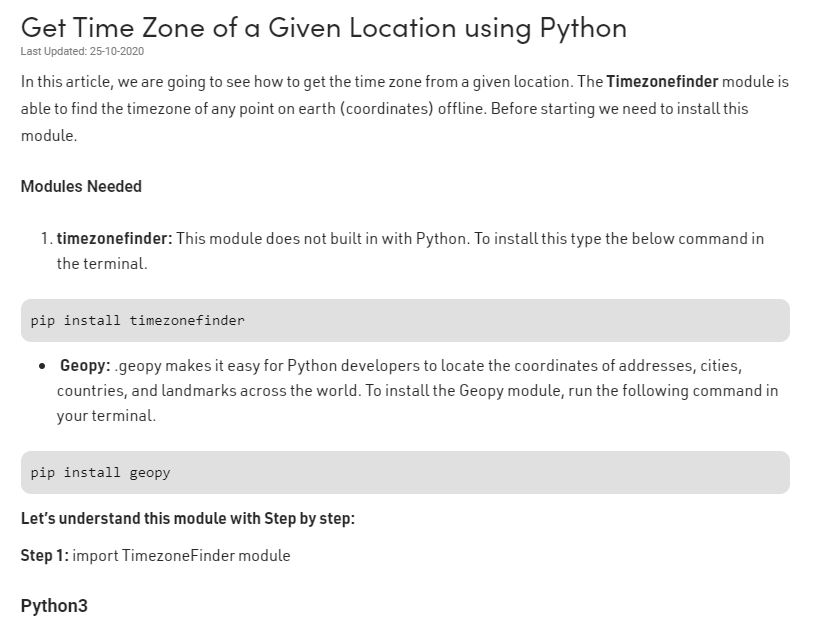 Get Time Zone of a Given Location using Python
Last Updated: 25-10-2020
In this article, we are going to see how to get the time zone from a given location. The Timezonefinder module is
able to find the timezone of any point on earth (coordinates) offline. Before starting we need to install this
module.
Modules Needed
1. timezonefinder: This module does not built in with Python. To install this type the below command in
the terminal.
pip install timezonefinder
• Geopy: .geopy makes it easy for Python developers to locate the coordinates of addresses, cities,
countries, and landmarks across the world. To install the Geopy module, run the following command in
your terminal.
pip install geopy
Let's understand this module with Step by step:
Step 1: import TimezoneFinder module
Python3